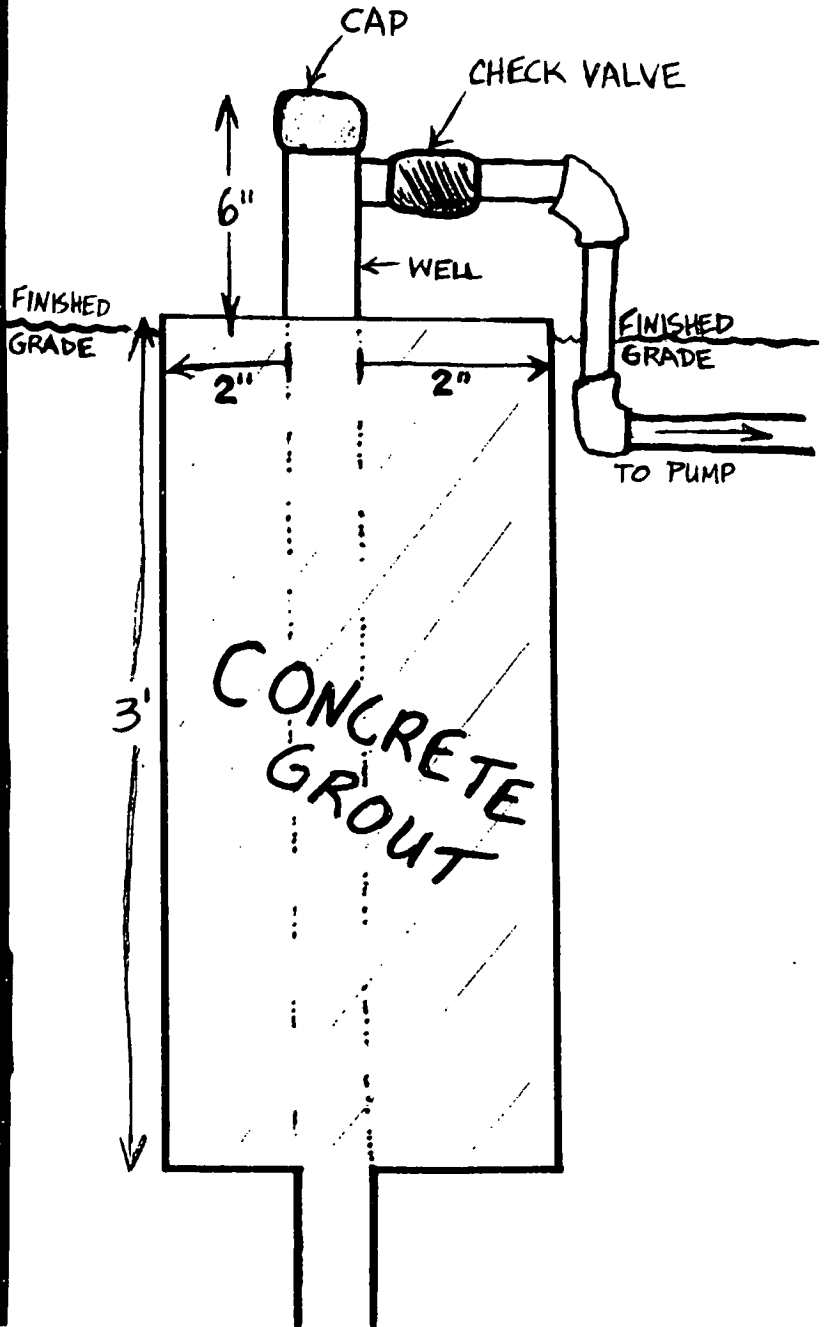 CAP
CHECK VALVE
6"
WELL
FINISHED
GRADE
FINISHED
GRADE
2"
2"
TO PUMP
3'
CONCRETE
GROUT